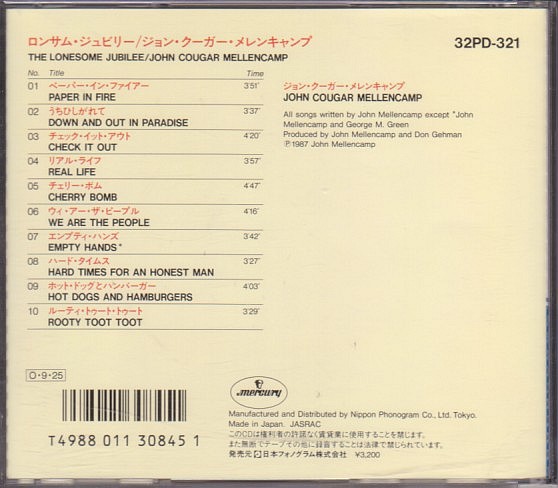 ロンサム・ジュビリー/ジョン・クーガー・メレンキャンプ
THE LONESOME JUBILEE/JOHN COUGAR MELLENCAMP
32PD-321
No. Title Time
01 ペーパー・イン・ファイアー 3'51"
PAPER IN FIRE
02 うちひしがれて 3'37"
DOWN AND OUT IN PARADISE
03 チェック・イット・アウト 4'20"
CHECK IT OUT
04 リアル・ライフ 3'57"
REAL LIFE
05 チェリー・ボム 4'47"
CHERRY BOMB
06 ウィ・アー・ザ・ピープル 4'16"
WE ARE THE PEOPLE
07 エンプティ・ハンズ 3'42"
EMPTY HANDS*
08 ハード・タイムス 3'27"
HARD TIMES FOR AN HONEST MAN
09 ホット・ドッグとハンバーガー 4'03"
HOT DOGS AND HAMBURGERS
10 ルーティ・トゥート・トゥート 3'29"
ROOTY TOOT TOOT
ジョン・クーガー・メレンキャンプ
JOHN COUGAR MELLENCAMP
All songs written by John Mellencamp except *John
Mellencamp and George M. Green
Produced by John Mellencamp and Don Gehman
Ⓟ1987 John Mellencamp
O・9・25
T4988 011 30845 1
mercury
Manufactured and Distributed by Nippon Phonogram Co., Ltd. Tokyo.
Made in Japan. JASRAC
このCDは権利者の許諾なく賃貸業に使用することを禁じます。
また無断でテープその他に録音することは法律で禁じられています。
発売元 日本フォノグラム株式会社 ¥3,200